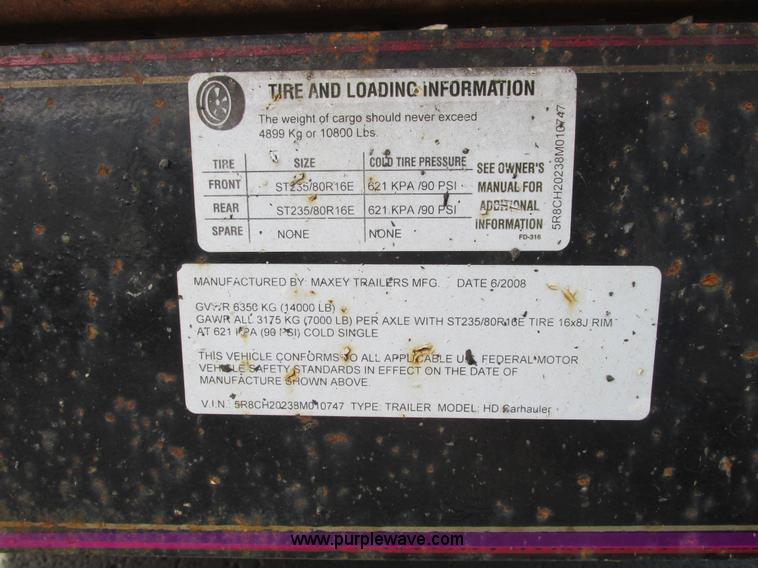 TIRE AND LOADING INFORMATION
The weight of cargo should never exceed
4899 Kg or 10800 Lbs.
TIRE SIZE COLD TIRE PRESSURE
FRONT ST235/80R16E 621 KPA /90 PSI
REAR ST235/80R16E 621 KPA /90 PSI
SPARE NONE NONE
SEE OWNER'S
MANUAL FOR
ADDITIONAL
INFORMATION
FD-316
5R8CH20238M010747
MANUFACTURED BY: MAXEY TRAILERS MFG. DATE 6/2008
GVWR 6350 KG (14000 LB)
GAWR ALL 3175 KG (7000 LB) PER AXLE WITH ST235/80R16E TIRE 16x8J RIM
AT 621 KPA (90 PSI) COLD SINGLE
THIS VEHICLE CONFORMS TO ALL APPLICABLE U.S. FEDERAL MOTOR
VEHICLE SAFETY STANDARDS IN EFFECT ON THE DATE OF
MANUFACTURE SHOWN ABOVE.
V.I.N. 5R8CH20238M010747 TYPE: TRAILER MODEL: HD Carhauler
www.purplewave.com